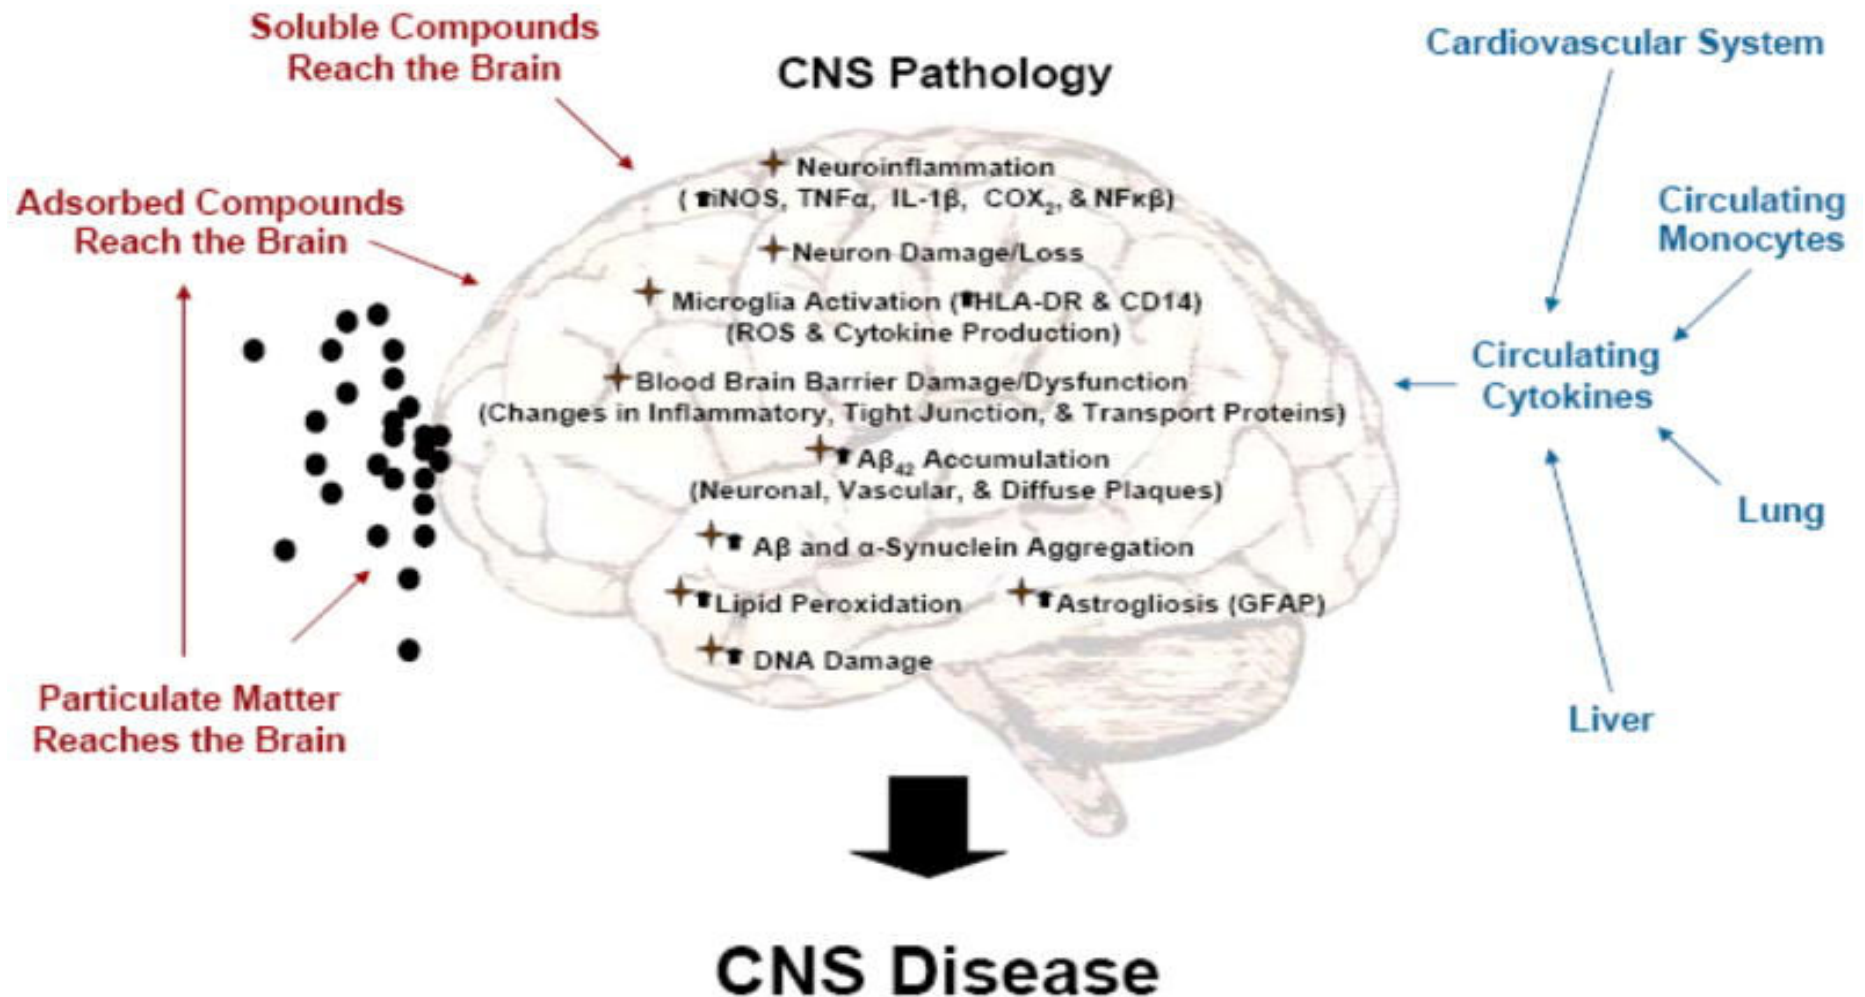 Soluble Compounds
Reach the Brain
CNS Pathology
Cardiovascular System
Adsorbed Compounds
Reach the Brain
Circulating
Monocytes
Neuroinflammation
(⬆iNOS, TNFα, IL-1β, COX₂, & NFκβ)
Neuron Damage/Loss
Microglia Activation (⬆HLA-DR & CD14)
(ROS & Cytokine Production)
Blood Brain Barrier Damage/Dysfunction
(Changes in Inflammatory, Tight Junction, & Transport Proteins)
⬆Aβ₄₂ Accumulation
(Neuronal, Vascular, & Diffuse Plaques)
⬆ Aβ and α-Synuclein Aggregation
⬆Lipid Peroxidation
⬆Astrogliosis (GFAP)
⬆ DNA Damage
Circulating
Cytokines
Lung
Liver
Particulate Matter
Reaches the Brain
CNS Disease